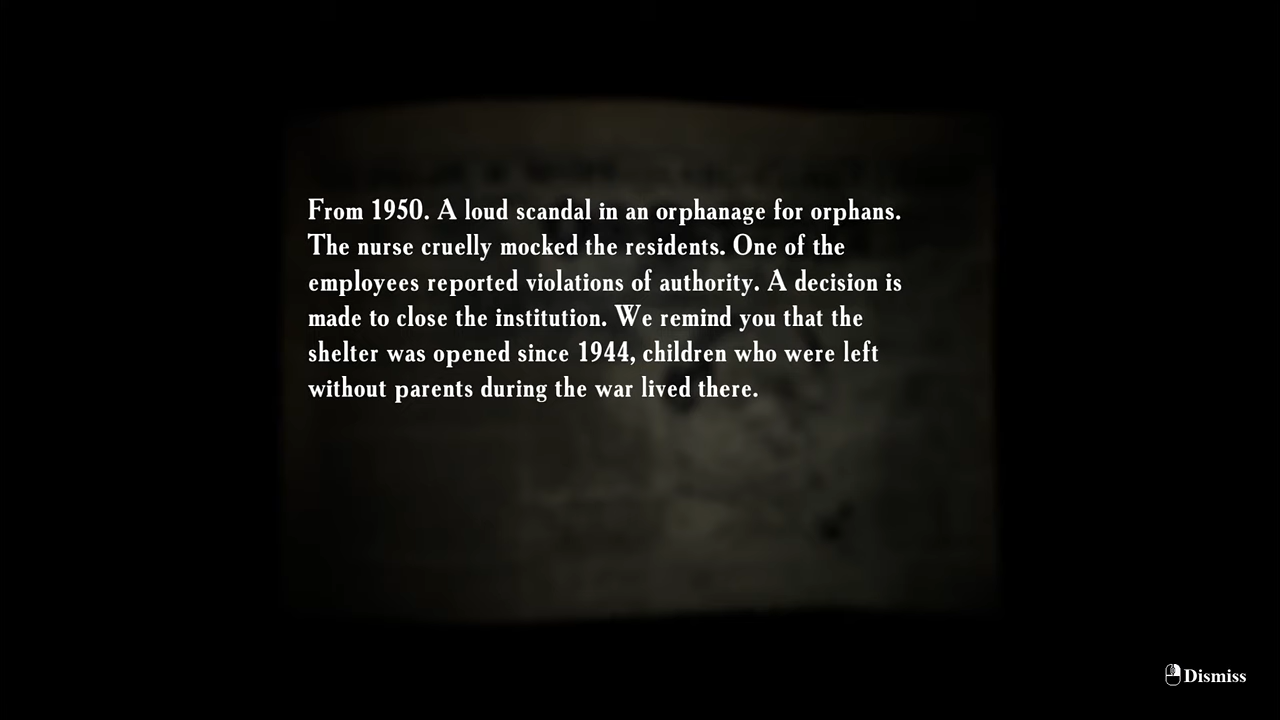 From 1950. A loud scandal in an orphanage for orphans.
The nurse cruelly mocked the residents. One of the
employees reported violations of authority. A decision is
made to close the institution. We remind you that the
shelter was opened since 1944, children who were left
without parents during the war lived there.
Dismiss